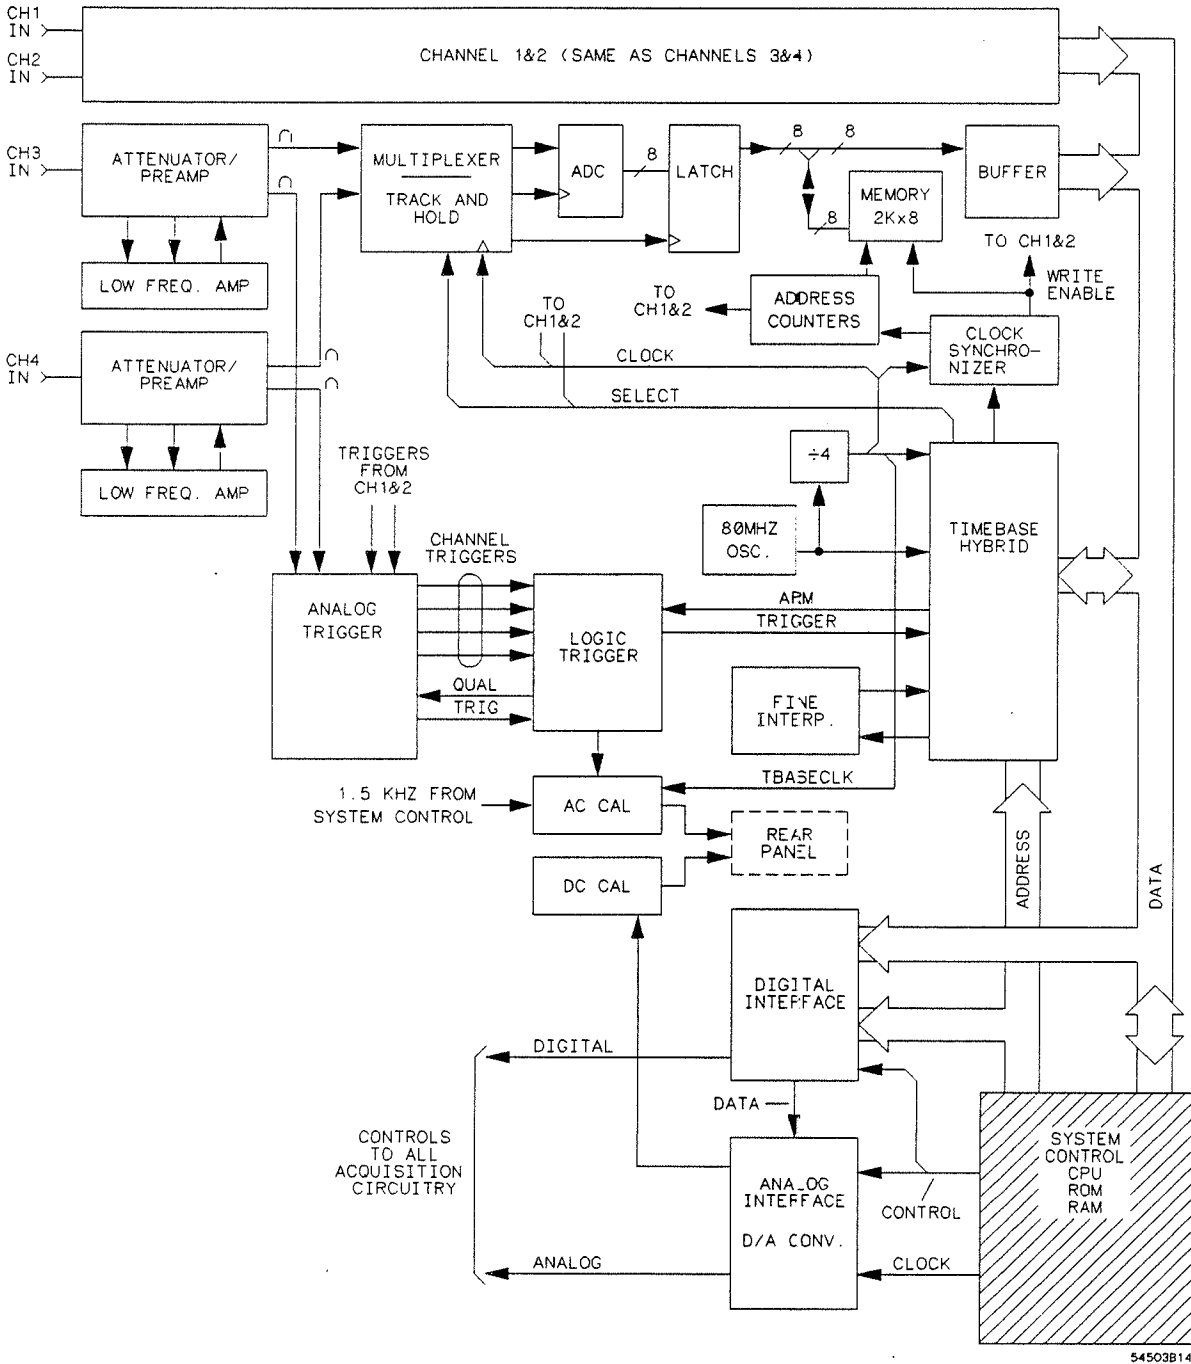 CH1
IN
CH2
IN
CHANNEL 1&2 (SAME AS CHANNELS 3&4)
CH3
IN
ATTENUATOR/
PREAMP
LOW FREQ. AMP
MULTIPLEXER
TRACK AND
HOLD
ADC
8
LATCH
8
8
8
MEMORY
2Kx8
BUFFER
TO CH1&2
WRITE
ENABLE
TO
CH1&2
TO
CH1&2
ADDRESS
COUNTERS
CLOCK
SYNCHRO-
NIZER
CH4
IN
ATTENUATOR/
PREAMP
LOW FREQ. AMP
CLOCK
SELECT
TRIGGERS
FROM
CH1&2
÷4
80MHZ
OSC.
TIMEBASE
HYBRID
CHANNEL
TRIGGERS
ANALOG
TRIGGER
LOGIC
TRIGGER
ARM
TRIGGER
QUAL
TRIG
FINE
INTERP.
TBASECLK
1.5 KHZ FROM
SYSTEM CONTROL
AC CAL
REAR
PANEL
DC CAL
ADDRESS
DATA
DIGITAL
INTERFACE
DIGITAL
DATA
CONTROLS
TO ALL
ACQUISITION
CIRCUITRY
ANALOG
INTERFACE
D/A CONV.
ANALOG
CONTROL
CLOCK
SYSTEM
CONTROL
CPU
ROM
RAM
54503B14